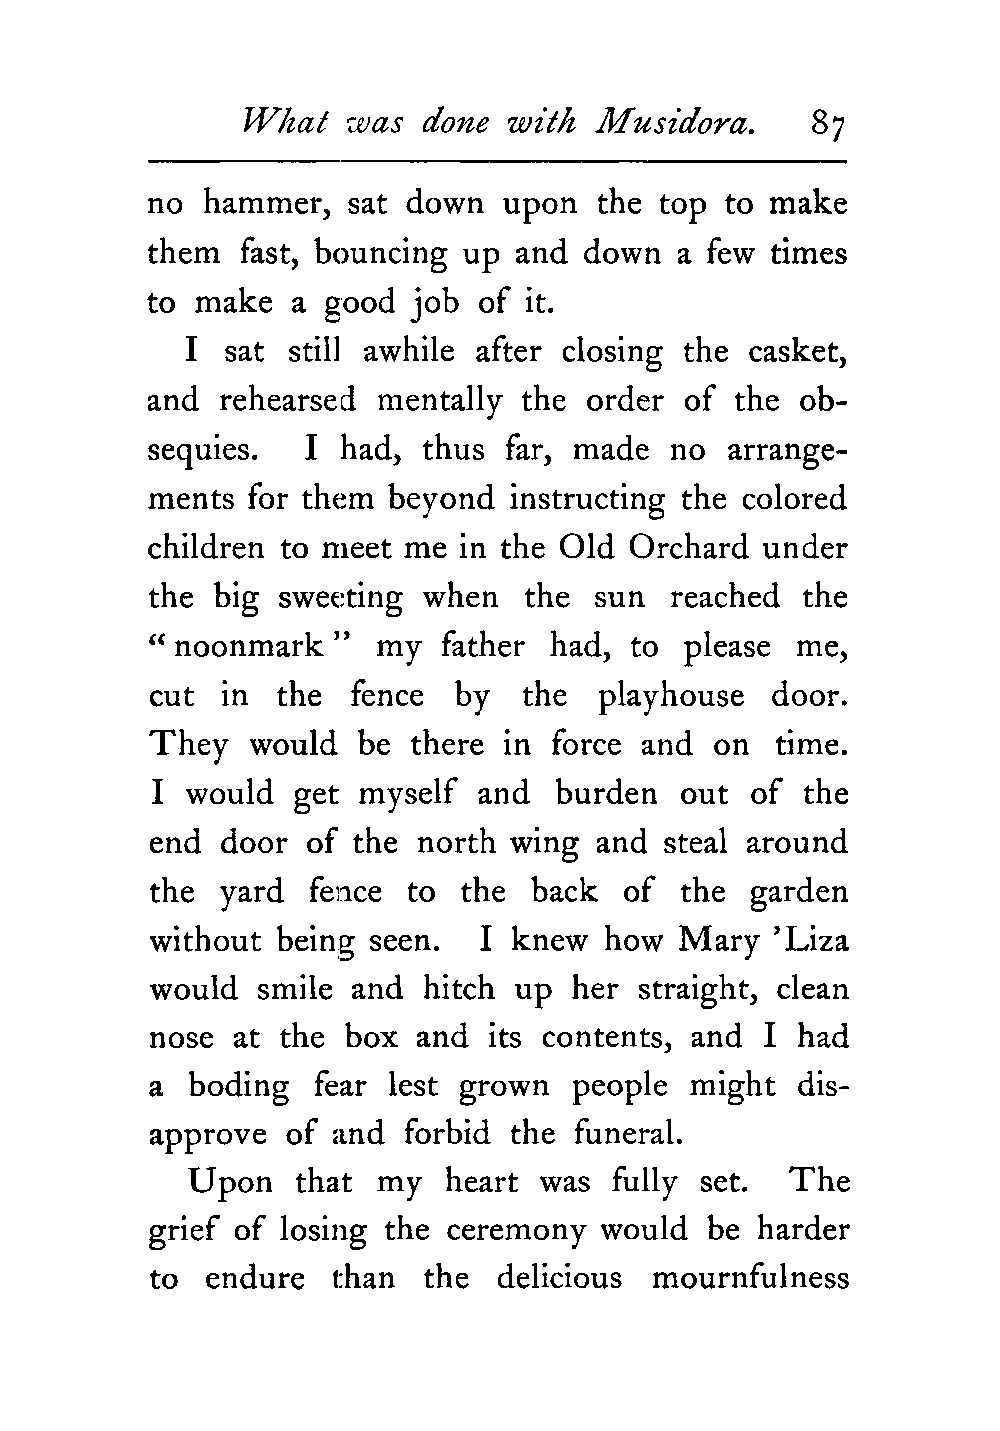 What was done with Musidora. 87
no hammer, sat down upon the top to make
them fast, bouncing up and down a few times
to make a good job of it.
I sat still awhile after closing the casket,
and rehearsed mentally the order of the ob-
sequies. I had, thus far, made no arrange-
ments for them beyond instructing the colored
children to meet me in the Old Orchard under
the big sweeting when the sun reached the
“ noonmark ” my father had, to please me,
cut in the fence by the playhouse door.
They would be there in force and on time.
I would get myself and burden out of the
end door of the north wing and steal around
the yard fence to the back of the garden
without being seen. I knew how Mary ’Liza
would smile and hitch up her straight, clean
nose at the box and its contents, and I had
a boding fear lest grown people might dis-
approve of and forbid the funeral.
Upon that my heart was fully set. The
grief of losing the ceremony would be harder
to endure than the delicious mournfulness